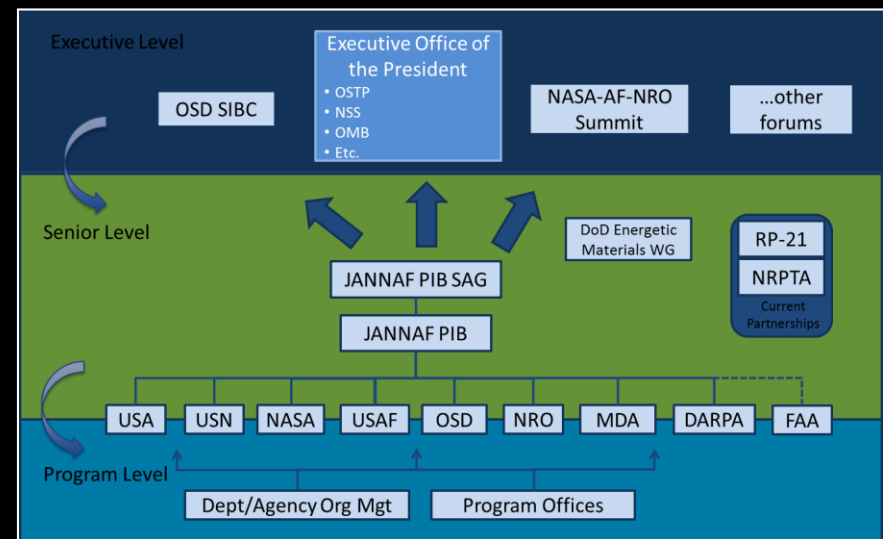 Executive Level
Executive Office of
the President
• OSTP
• NSS
• OMB
• Etc.
OSD SIBC
NASA-AF-NRO
Summit
...other
forums
Senior Level
DoD Energetic
Materials WG
RP-21
NRPTA
Current
Partnerships
JANNAF PIB SAG
JANNAF PIB
USA
USN
NASA
USAF
OSD
NRO
MDA
DARPA
FAA
Program Level
Dept/Agency Org Mgt
Program Offices